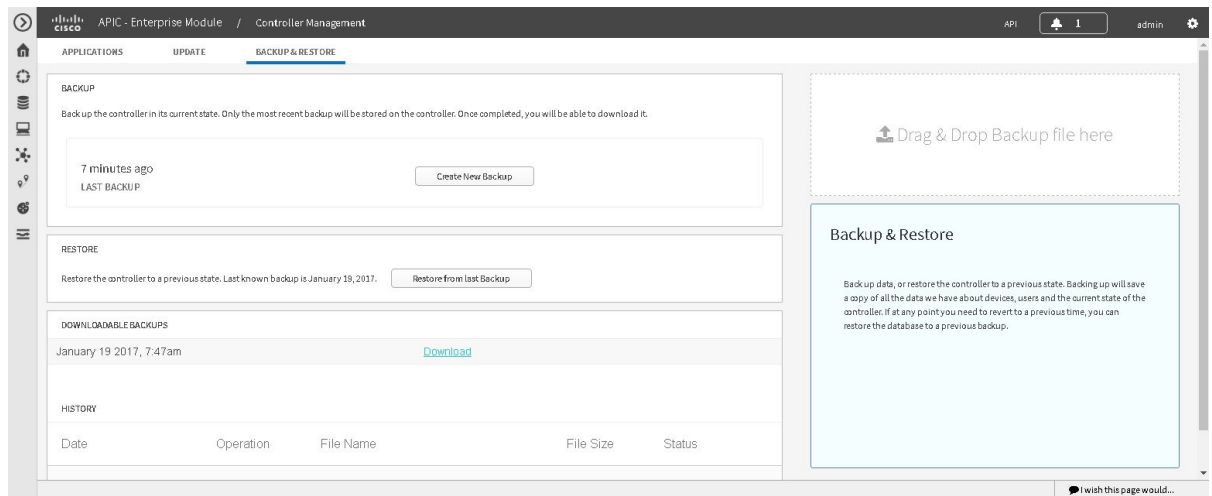 CISCO APIC - Enterprise Module / Controller Management API 1 admin
APPLICATIONS UPDATE BACKUP & RESTORE
BACKUP
Back up the controller in its current state. Only the most recent backup will be stored on the controller. Once completed, you will be able to download it.
7 minutes ago
LAST BACKUP
Create New Backup
RESTORE
Restore the controller to a previous state. Last known backup is January 19, 2017. Restore from last Backup
DOWNLOADABLE BACKUPS
January 19 2017, 7:47am Download
HISTORY
Date Operation File Name File Size Status
Drag & Drop Backup file here
Backup & Restore
Back up data, or restore the controller to a previous state. Backing up will save
a copy of all the data we have about devices, users and the current state of the
controller. If at any point you need to revert to a previous time, you can
restore the database to a previous backup.
I wish this page would...